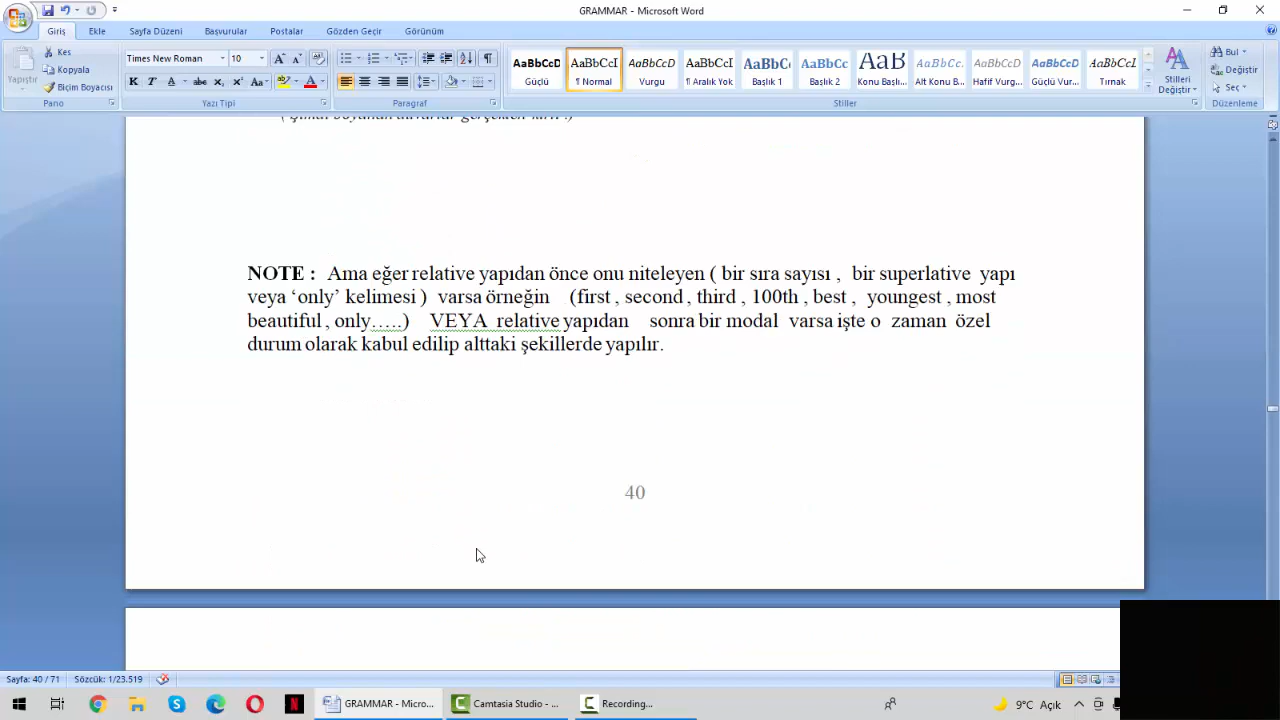 GRAMMAR - Microsoft Word
Giriş Ekle Sayfa Düzeni Başvurular Postalar Gözden Geçir Görünüm
Yapıştır
Kes
Kopyala
Biçim Boyacısı
Pano
Times New Roman 10
Yazı Tipi
Paragraf
AaBbCcD AaBbCcI AaBbCcD AaBbCcI AaBbC AaBbCc AaB AaBbCc. AaBbCcD AaBbCcD AaBbCcI
Güçlü ¶ Normal Vurgu ¶ Aralık Yok Başlık 1 Başlık 2 Konu Başlı... Alt Konu B... Hafif Vurg... Güçlü Vur... Tırnak
Stiller
Stilleri
Değiştir
Bul
Değiştir
Seç
Düzenleme
NOTE : Ama eğer relative yapıdan önce onu niteleyen ( bir sıra sayısı , bir superlative yapı
veya ‘only’ kelimesi ) varsa örneğin (first , second , third , 100th , best , youngest , most
beautiful , only…..) VEYA relative yapıdan sonra bir modal varsa işte o zaman özel
durum olarak kabul edilip alttaki şekillerde yapılır.
40
Sayfa: 40 / 71 Sözcük: 1/23.519
GRAMMAR - Micro... Camtasia Studio - ... Recording... 9°C Açık